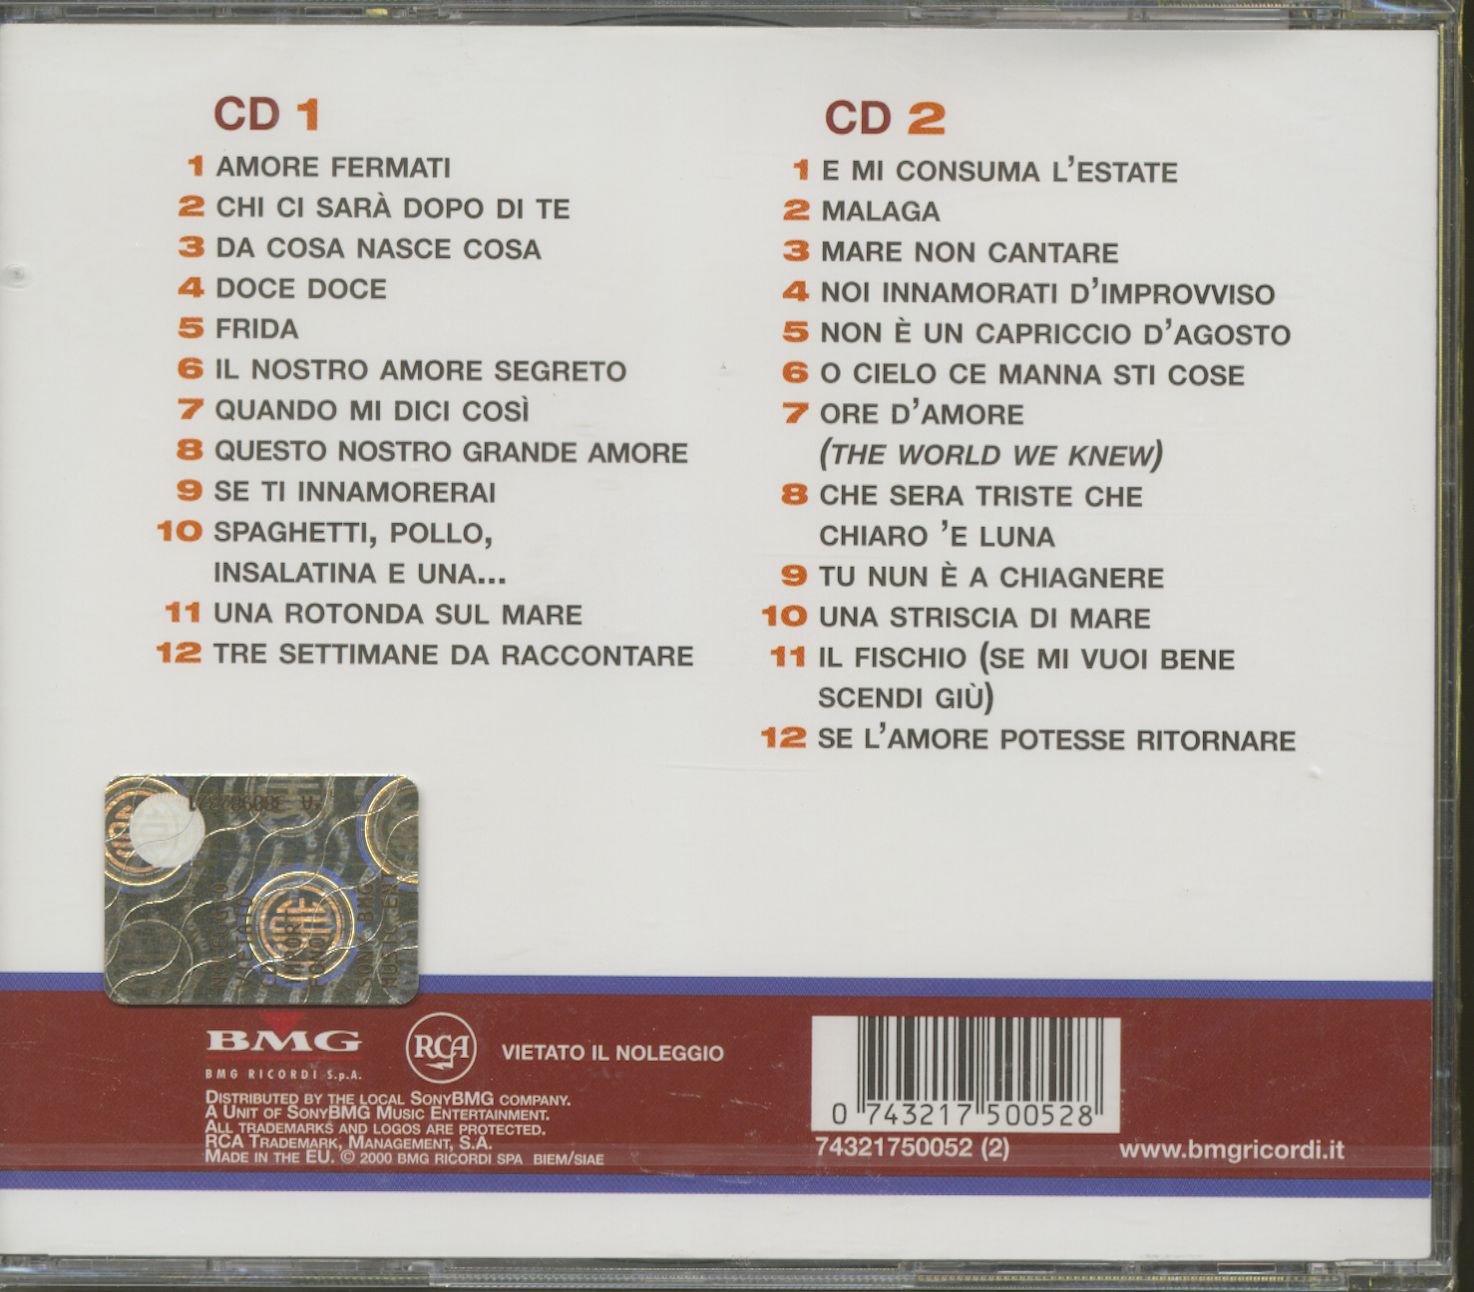 CD 1
1 AMORE FERMATI
2 CHI CI SARÀ DOPO DI TE
3 DA COSA NASCE COSA
4 DOCE DOCE
5 FRIDA
6 IL NOSTRO AMORE SEGRETO
7 QUANDO MI DICI COSÌ
8 QUESTO NOSTRO GRANDE AMORE
9 SE TI INNAMORERAI
10 SPAGHETTI, POLLO,
INSALATINA E UNA...
11 UNA ROTONDA SUL MARE
12 TRE SETTIMANE DA RACCONTARE
CD 2
1 E MI CONSUMA L'ESTATE
2 MALAGA
3 MARE NON CANTARE
4 NOI INNAMORATI D'IMPROVVISO
5 NON È UN CAPRICCIO D'AGOSTO
6 O CIELO CE MANNA STI COSE
7 ORE D'AMORE
(THE WORLD WE KNEW)
8 CHE SERA TRISTE CHE
CHIARO 'E LUNA
9 TU NUN È A CHIAGNERE
10 UNA STRISCIA DI MARE
11 IL FISCHIO (SE MI VUOI BENE
SCENDI GIÙ)
12 SE L'AMORE POTESSE RITORNARE
NOLEGGIO
VIETATO
SONY BMG
BMG
BMG RICORDI S.p.A.
RCA
VIETATO IL NOLEGGIO
DISTRIBUTED BY THE LOCAL SONYBMG COMPANY.
A UNIT OF SONYBMG MUSIC ENTERTAINMENT.
ALL TRADEMARKS AND LOGOS ARE PROTECTED.
RCA TRADEMARK, MANAGEMENT, S.A.
MADE IN THE EU. © 2000 BMG RICORDI SPA BIEM/SIAE
0 743217 500528
74321750052 (2)
www.bmgricordi.it